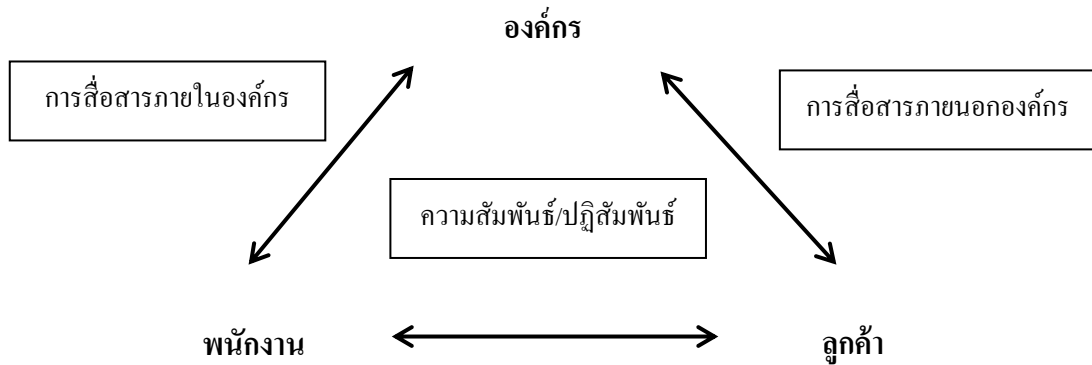 องค์กร
การสื่อสารภายในองค์กร
การสื่อสารภายนอกองค์กร
ความสัมพันธ์/ปฏิสัมพันธ์
พนักงาน
ลูกค้า